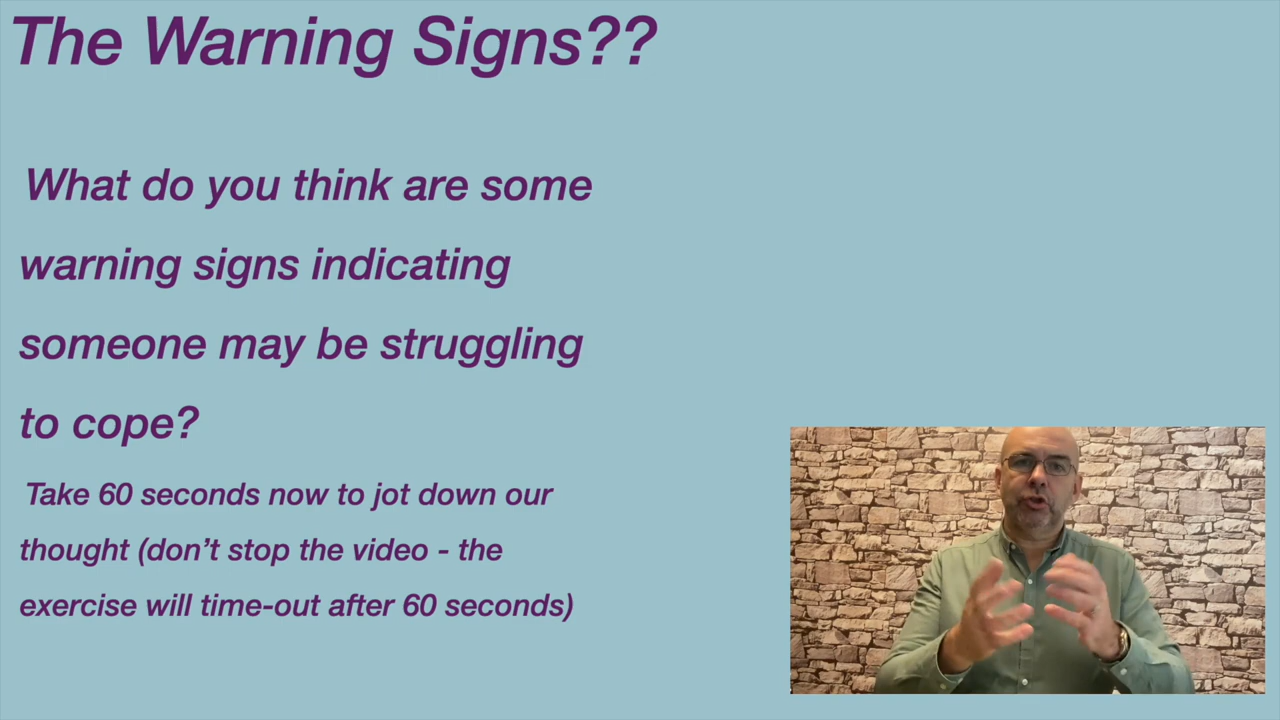 The Warning Signs??
What do you think are some
warning signs indicating
someone may be struggling
to cope?
Take 60 seconds now to jot down our
thought (don’t stop the video - the
exercise will time-out after 60 seconds)